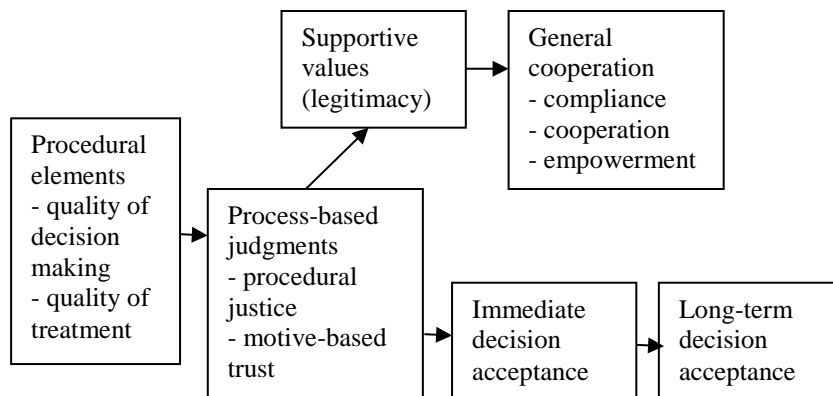 Supportive
values
(legitimacy)
General
cooperation
- compliance
- cooperation
- empowerment
Procedural
elements
- quality of
decision
making
- quality of
treatment
Process-based
judgments
- procedural
justice
- motive-based
trust
Immediate
decision
acceptance
Long-term
decision
acceptance